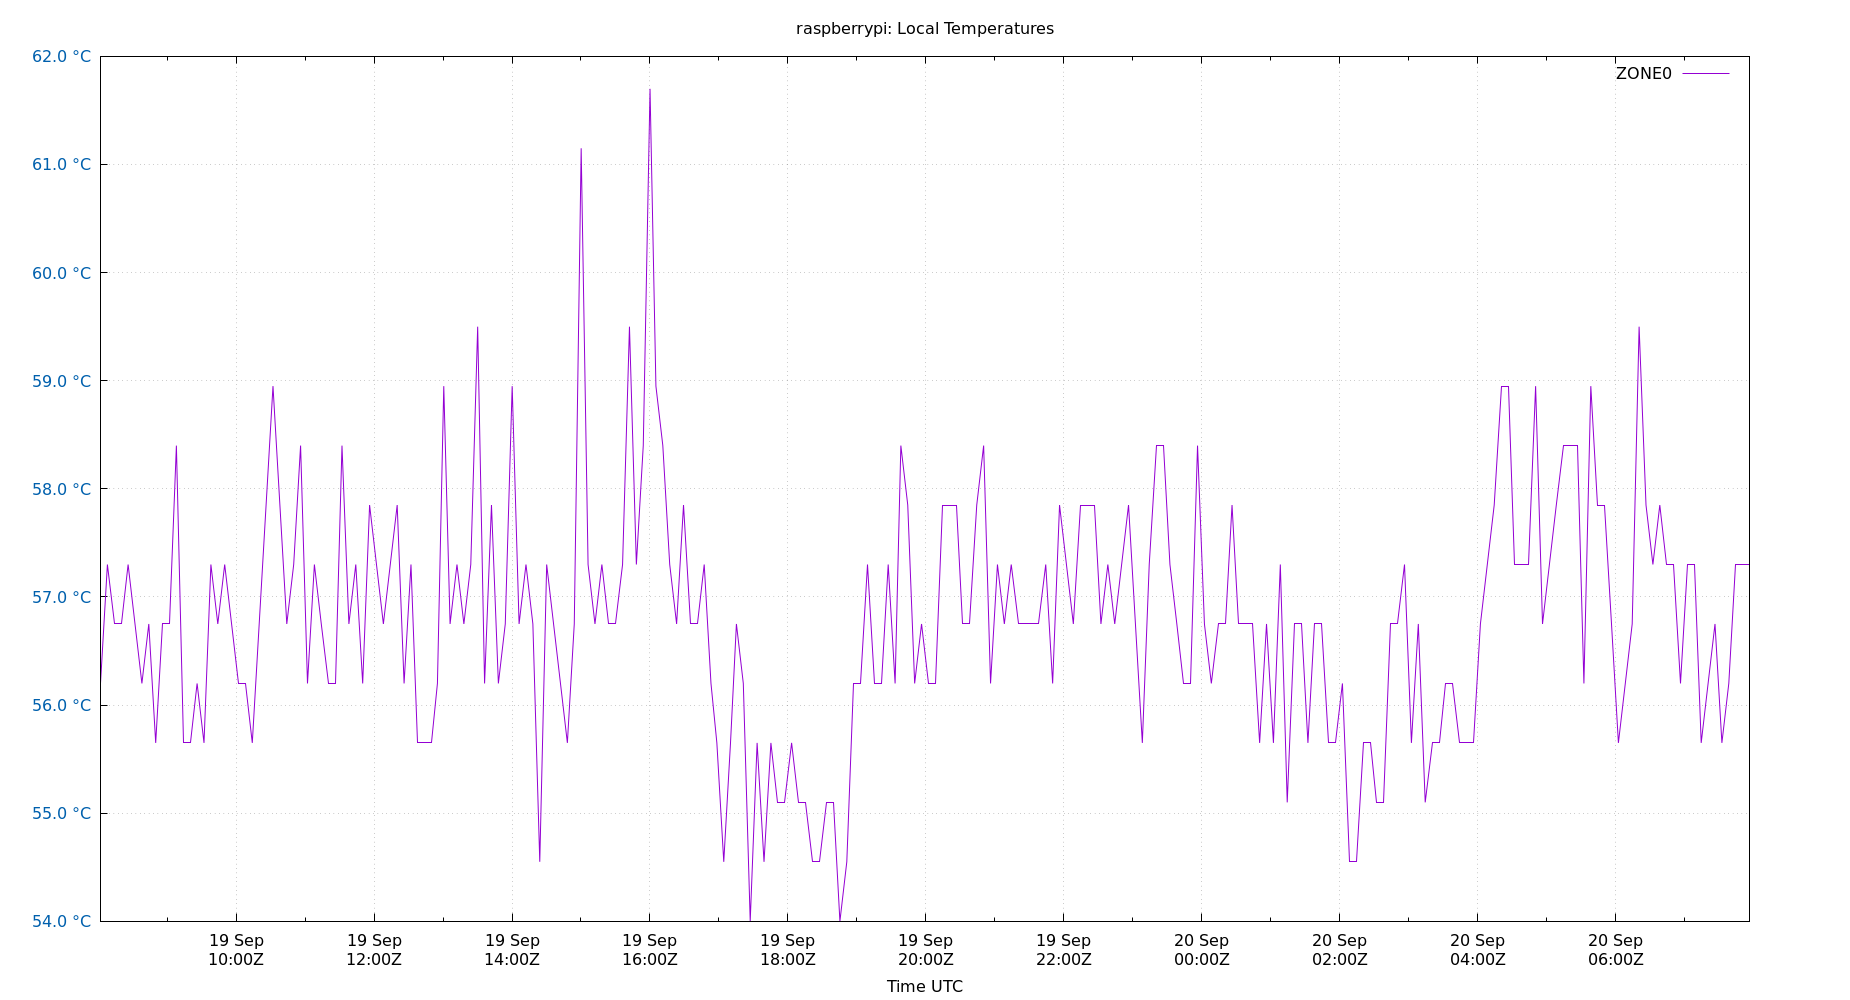 raspberrypi: Local Temperatures
62.0 °C
61.0 °C
60.0 °C
59.0 °C
58.0 °C
57.0 °C
56.0 °C
55.0 °C
54.0 °C
ZONE0
19 Sep
10:00Z
19 Sep
12:00Z
19 Sep
14:00Z
19 Sep
16:00Z
19 Sep
18:00Z
19 Sep
20:00Z
19 Sep
22:00Z
20 Sep
00:00Z
20 Sep
02:00Z
20 Sep
04:00Z
20 Sep
06:00Z
Time UTC